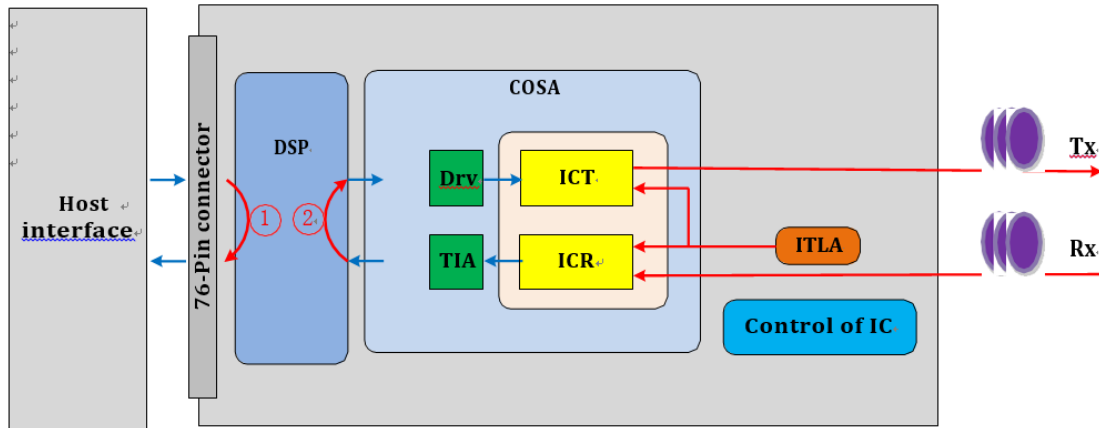 Host
interface
76-Pin connector
DSP
①
②
COSA
Drv
ICT
TIA
ICR
ITLA
Control of IC
Tx
Rx